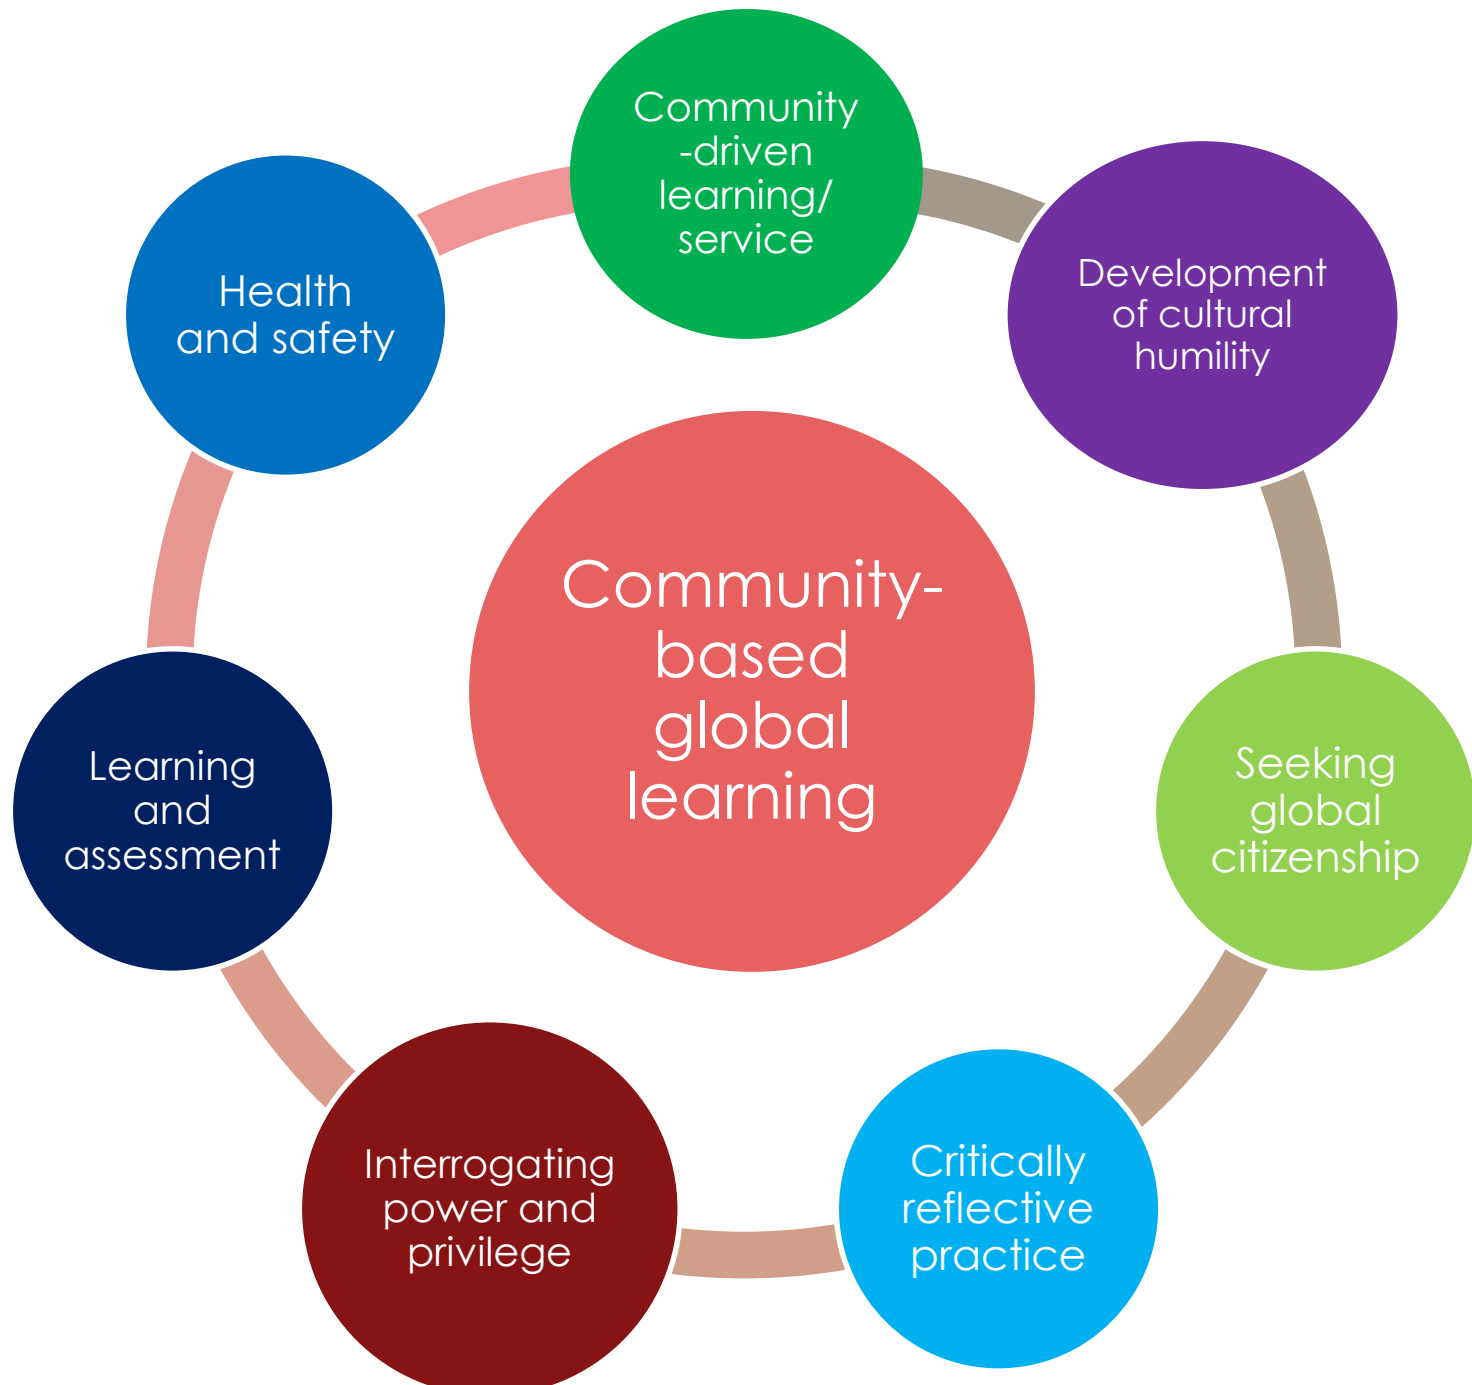 Community
-driven
learning/
service
Development
of cultural
humility
Seeking
global
citizenship
Critically
reflective
practice
Interrogating
power and
privilege
Learning
and
assessment
Health
and safety
Community-
based
global
learning